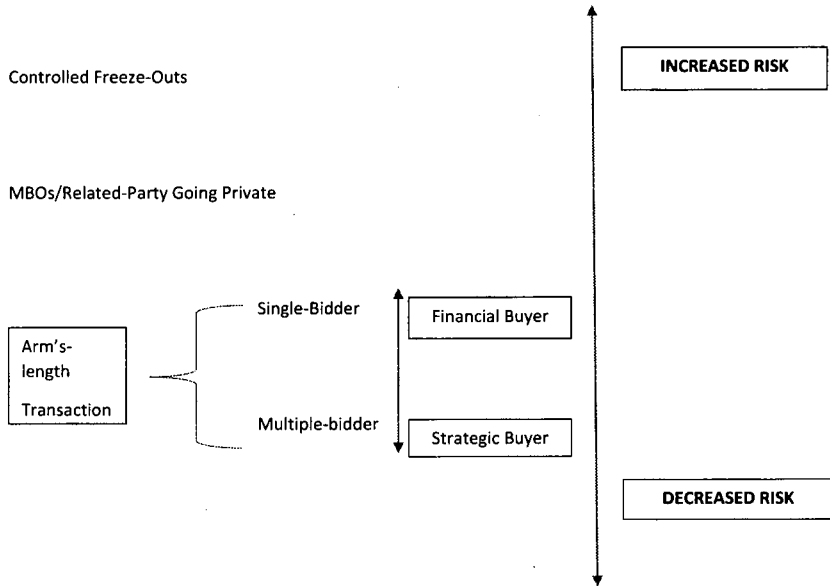 INCREASED RISK
Controlled Freeze-Outs
MBOs/Related-Party Going Private
Single-Bidder
Financial Buyer
Arm's-
length
Transaction
Multiple-bidder
Strategic Buyer
DECREASED RISK